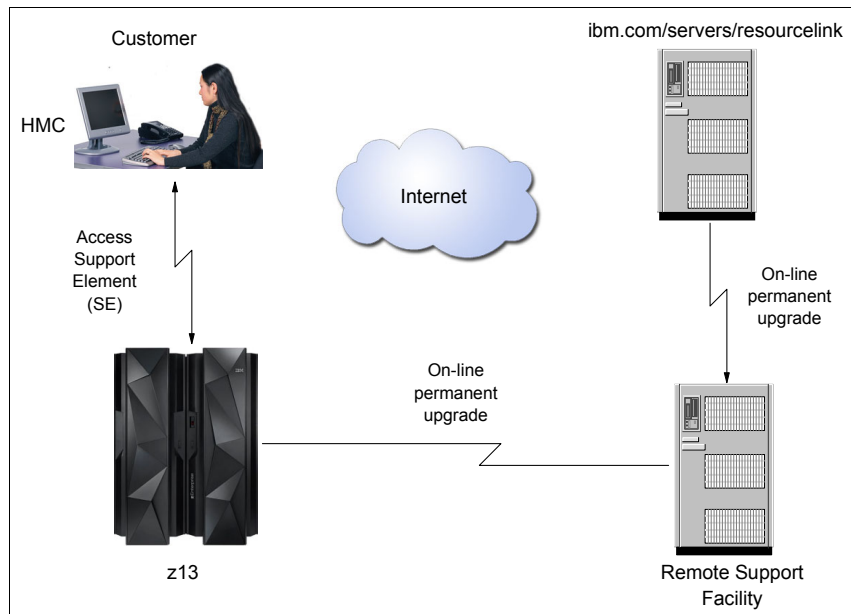 Customer
ibm.com/servers/resourcelink
HMC
Internet
Access
Support
Element
(SE)
On-line
permanent
upgrade
On-line
permanent
upgrade
z13
Remote Support
Facility